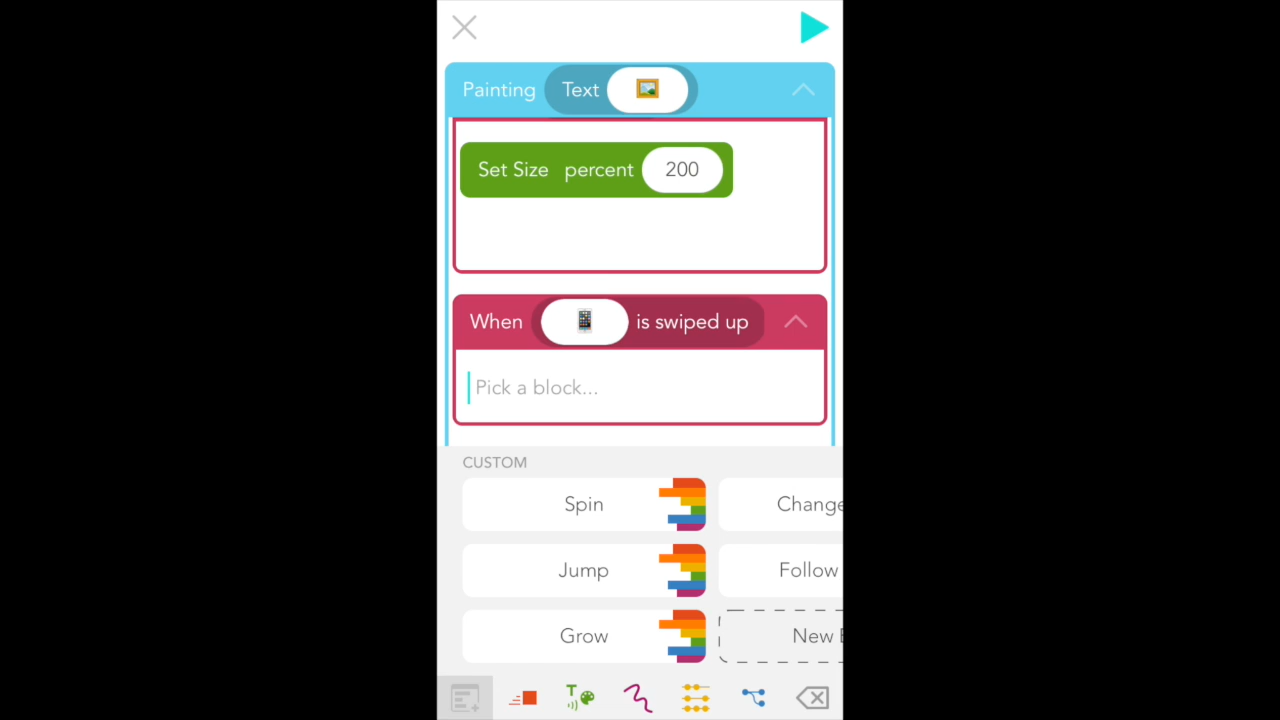 Painting Text
Set Size percent 200
When is swiped up
Pick a block...
CUSTOM
Spin
Change
Jump
Follow
Grow
New